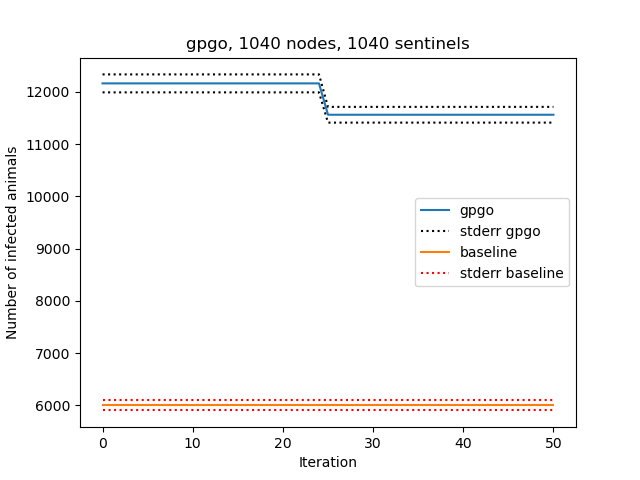 gpgo, 1040 nodes, 1040 sentinels
12000
11000
10000
9000
8000
7000
6000
Number of infected animals
gpgo
stderr gpgo
baseline
stderr baseline
0
10
20
30
40
50
Iteration